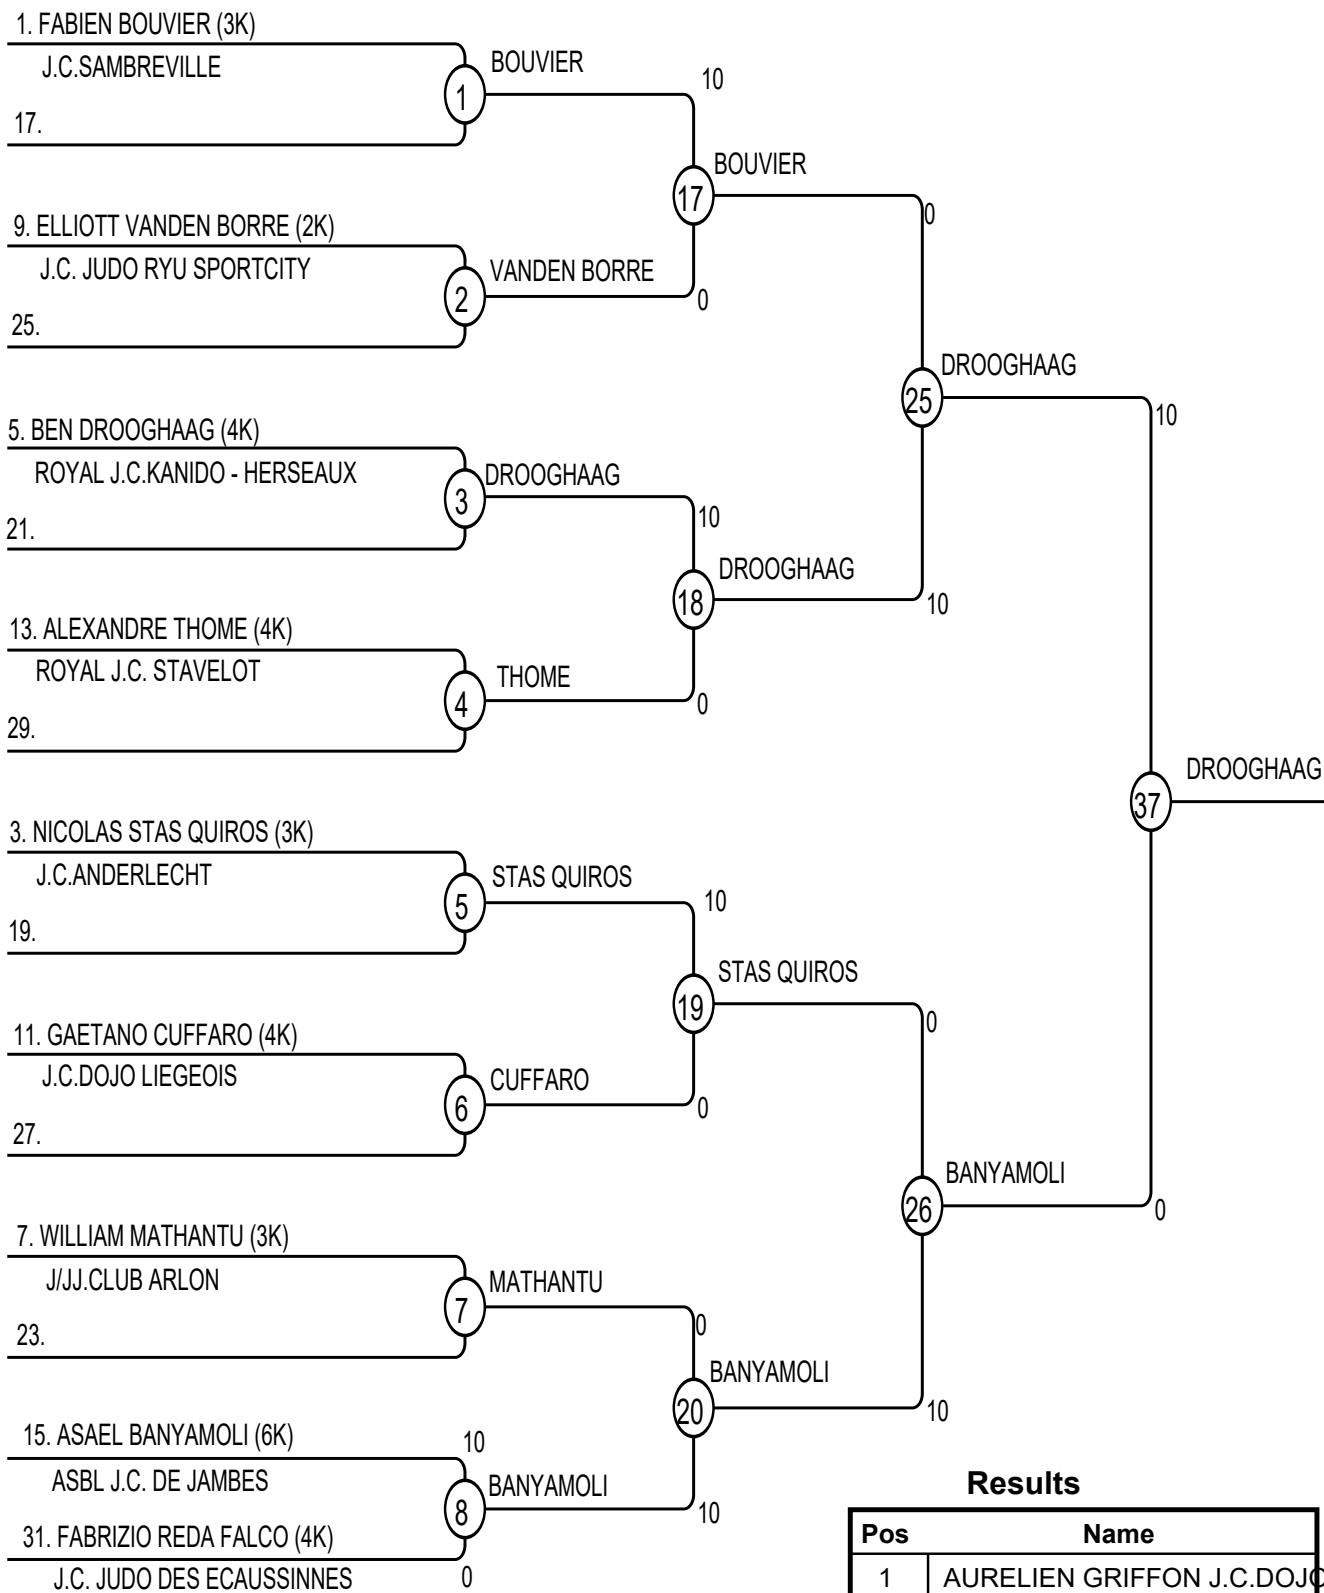 1. FABIEN BOUVIER (3K)
J.C.SAMBREVILLE
17.
1
BOUVIER
10
9. ELLIOTT VANDEN BORRE (2K)
J.C. JUDO RYU SPORTCITY
25.
2
VANDEN BORRE
0
17
BOUVIER
0
5. BEN DROOGHAAG (4K)
ROYAL J.C.KANIDO - HERSEAUX
21.
3
DROOGHAAG
10
13. ALEXANDRE THOME (4K)
ROYAL J.C. STAVELOT
29.
4
THOME
0
18
DROOGHAAG
10
25
DROOGHAAG
10
3. NICOLAS STAS QUIROS (3K)
J.C.ANDERLECHT
19.
5
STAS QUIROS
10
11. GAETANO CUFFARO (4K)
J.C.DOJO LIEGEOIS
27.
6
CUFFARO
0
19
STAS QUIROS
0
7. WILLIAM MATHANTU (3K)
J/JJ.CLUB ARLON
23.
7
MATHANTU
0
15. ASAEL BANYAMOLI (6K)
10
ASBL J.C. DE JAMBES
31. FABRIZIO REDA FALCO (4K)
J.C. JUDO DES ECAUSSINNES
0
8
BANYAMOLI
10
20
BANYAMOLI
10
26
BANYAMOLI
0
37
DROOGHAAG
Results
Pos Name
1 AURELIEN GRIFFON J.C.DOJO